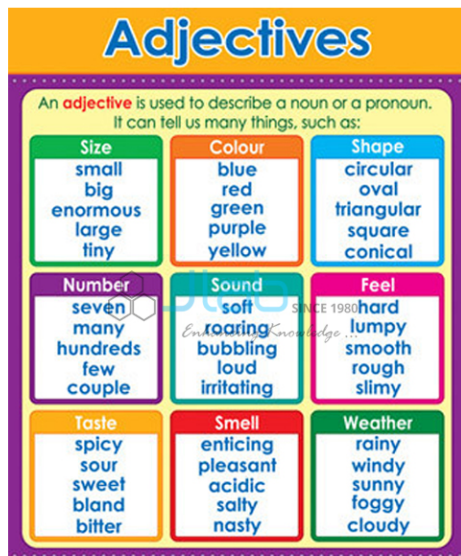 Adjectives
An adjective is used to describe a noun or a pronoun.
It can tell us many things, such as:
Size
small
big
enormous
large
tiny
Colour
blue
red
green
purple
yellow
Shape
circular
oval
triangular
square
conical
Number
seven
many
hundreds
few
couple
Sound
soft
roaring
bubbling
loud
irritating
Feel
hard
lumpy
smooth
rough
slimy
Jlab
SINCE 1980
Enhancing Knowledge ...
Taste
spicy
sour
sweet
bland
bitter
Smell
enticing
pleasant
acidic
salty
nasty
Weather
rainy
windy
sunny
foggy
cloudy